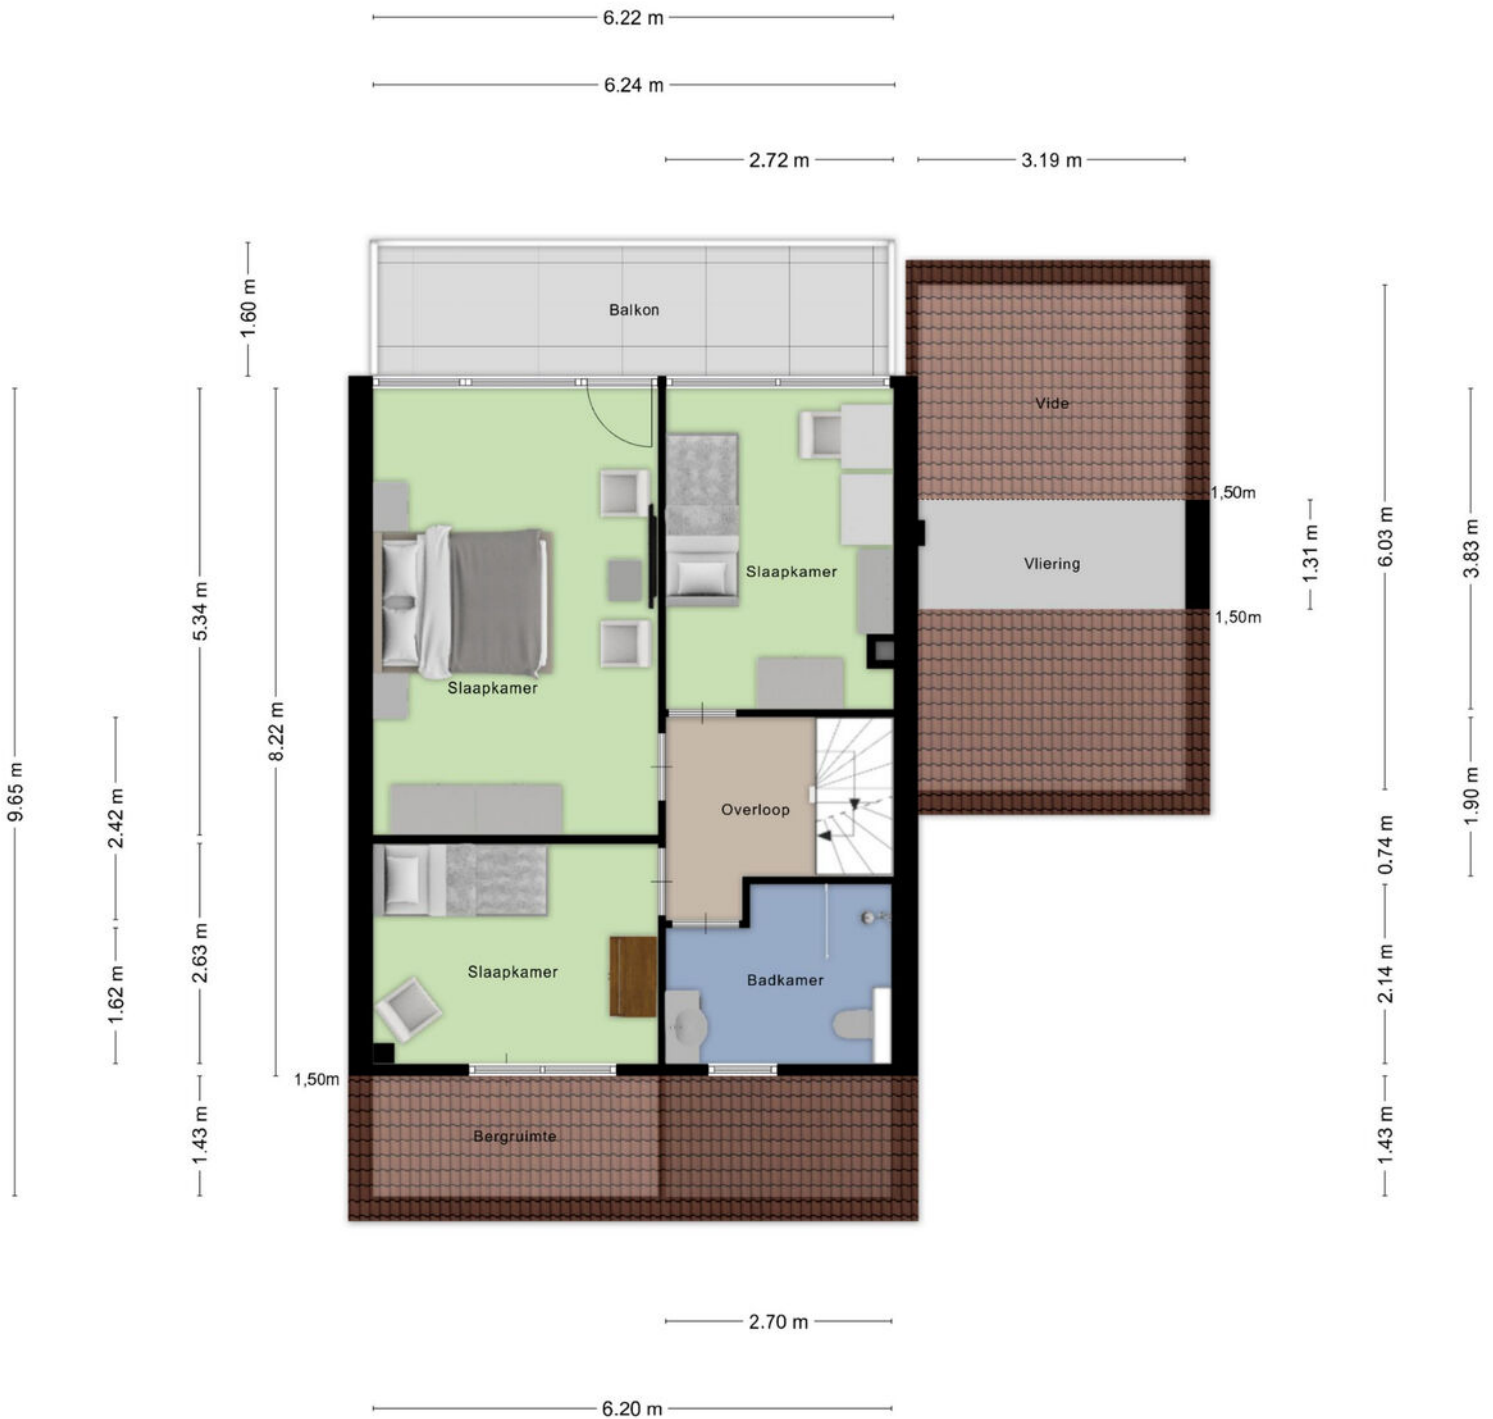 6.22 m
6.24 m
2.72 m
3.19 m
1.60 m
Balkon
Vide
1,50m
Vliering
1,50m
Slaapkamer
Slaapkamer
Overloop
Slaapkamer
Badkamer
1,50m
Bergruimte
9.65 m
2.42 m
1.62 m
5.34 m
2.63 m
1.43 m
8.22 m
1.31 m
6.03 m
0.74 m
2.14 m
1.43 m
3.83 m
1.90 m
2.70 m
6.20 m